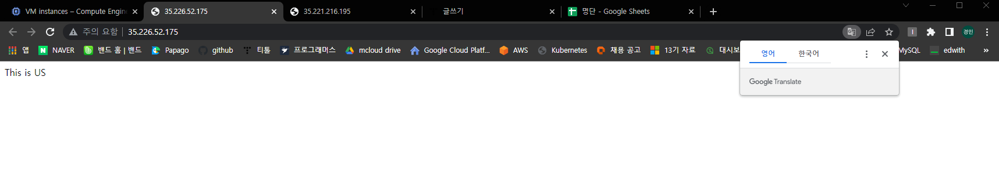 VM instances – Compute Engine
35.226.52.175
35.221.216.195
글쓰기
명단 - Google Sheets
주의 요함
35.226.52.175
경민
앱
NAVER
밴드 홈 | 밴드
Papago
github
티톨
프로그래머스
mcloud drive
Google Cloud Platf...
AWS
Kubernetes
채용 공고
13기 자료
대시보
MySQL
edwith
영어
한국어
Google Translate
This is US